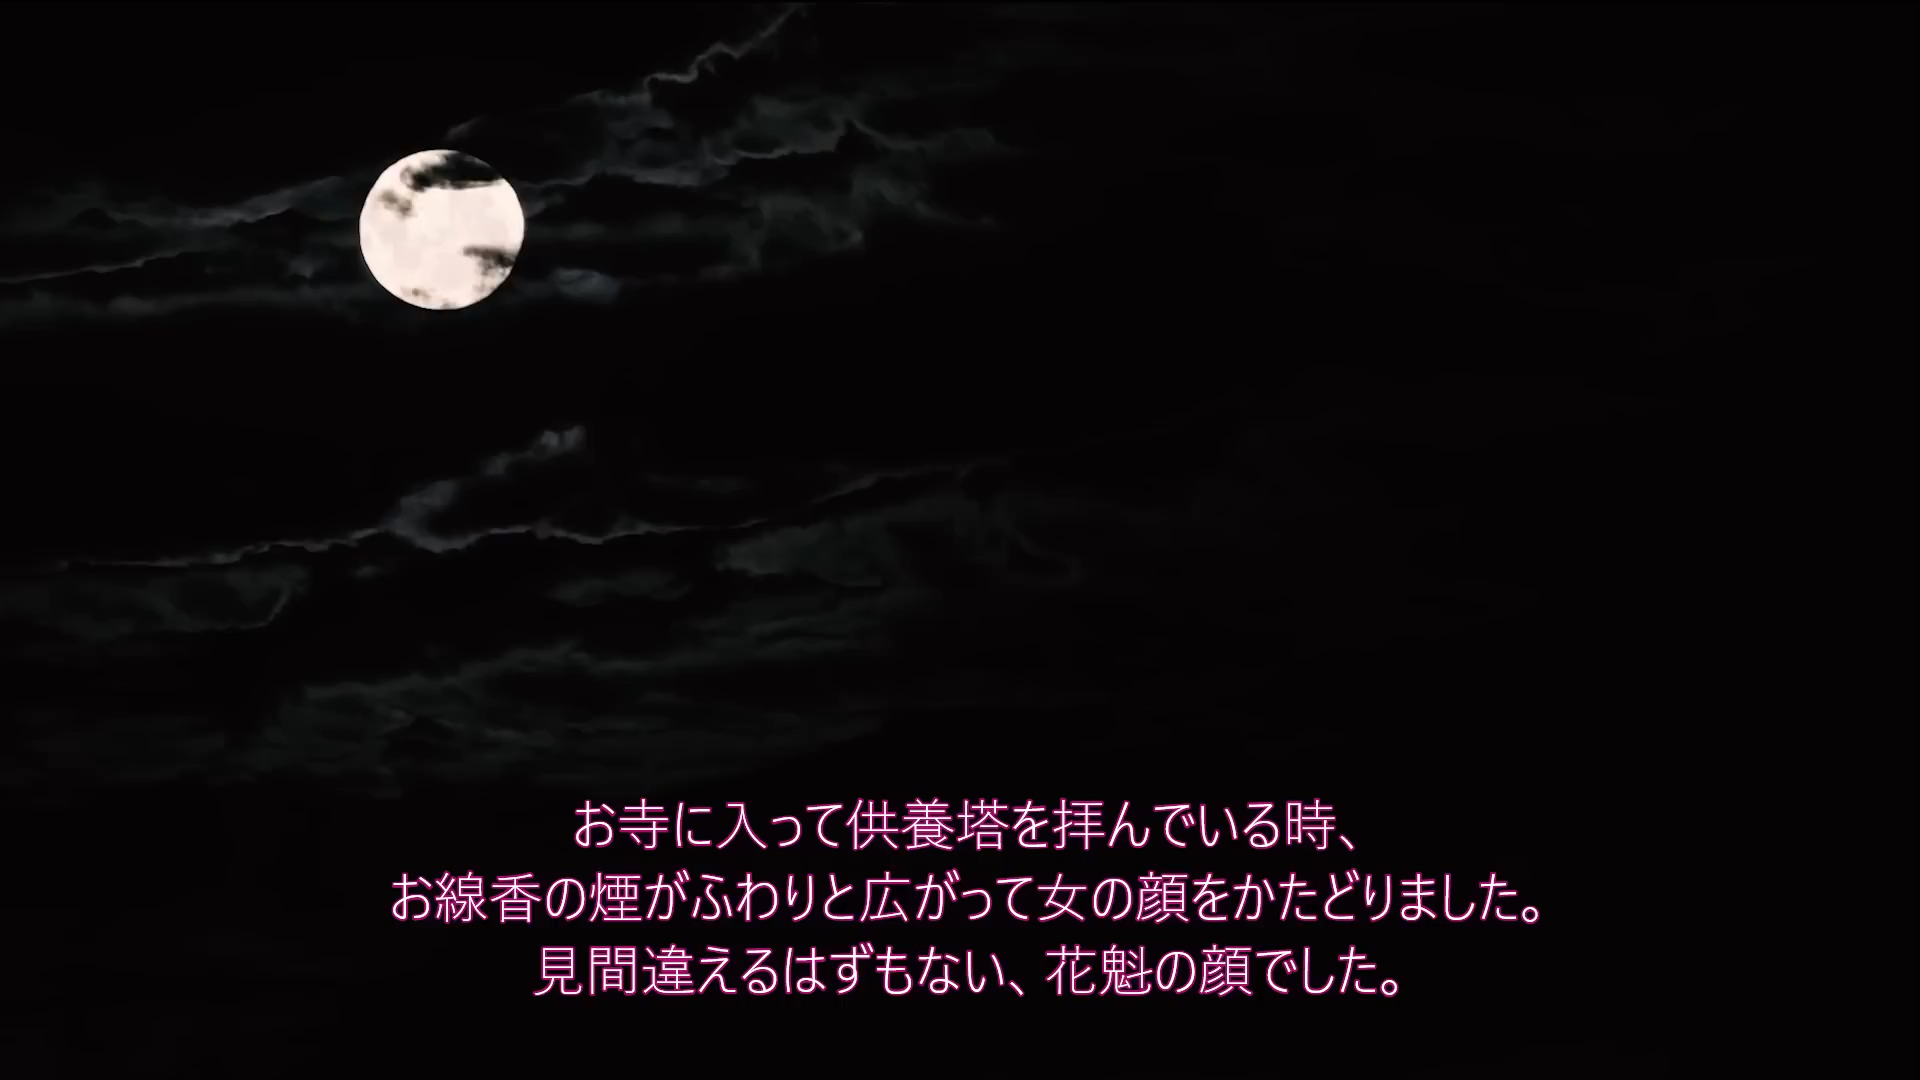 お寺に入って供養塔を拝んでいる時、
お線香の煙がふわりと広がって女の顔をかたどりました。
見間違えるはずもない、花魁の顔でした。